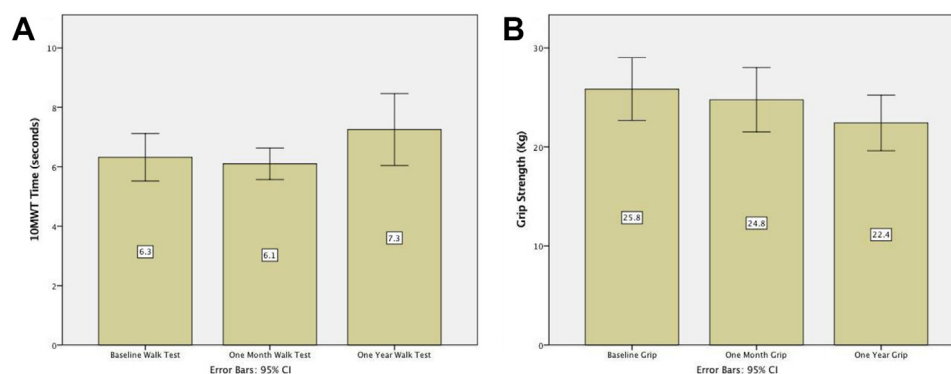 A
10MWT Time (seconds)
10
8
6
4
2
0
6.3
6.1
7.3
Baseline Walk Test
One Month Walk Test
One Year Walk Test
Error Bars: 95% CI
B
Grip Strength (Kg)
30
20
10
0
25.8
24.8
22.4
Baseline Grip
One Month Grip
One Year Grip
Error Bars: 95% CI